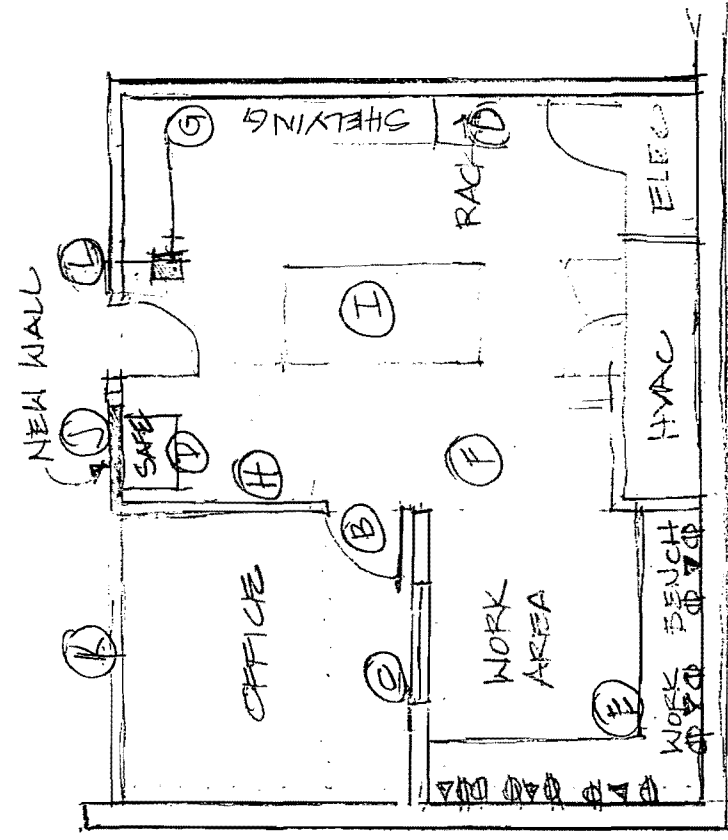 NEW WALL
K
J
L
SAFE
D
G
OFFICE
H
SHELVING
B
I
C
F
RACK
D
WORK
AREA
E
WORK BENCH
HVAC
ELEC